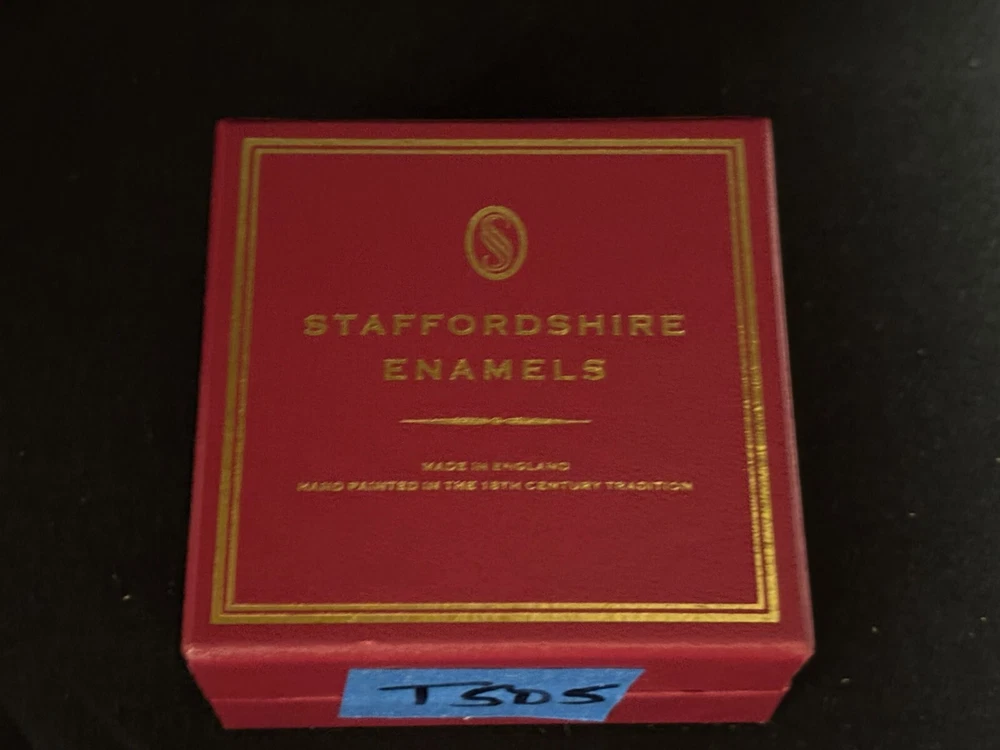 S
STAFFORDSHIRE
ENAMELS
MADE IN ENGLAND
HAND PAINTED IN THE 18TH CENTURY TRADITION
T505